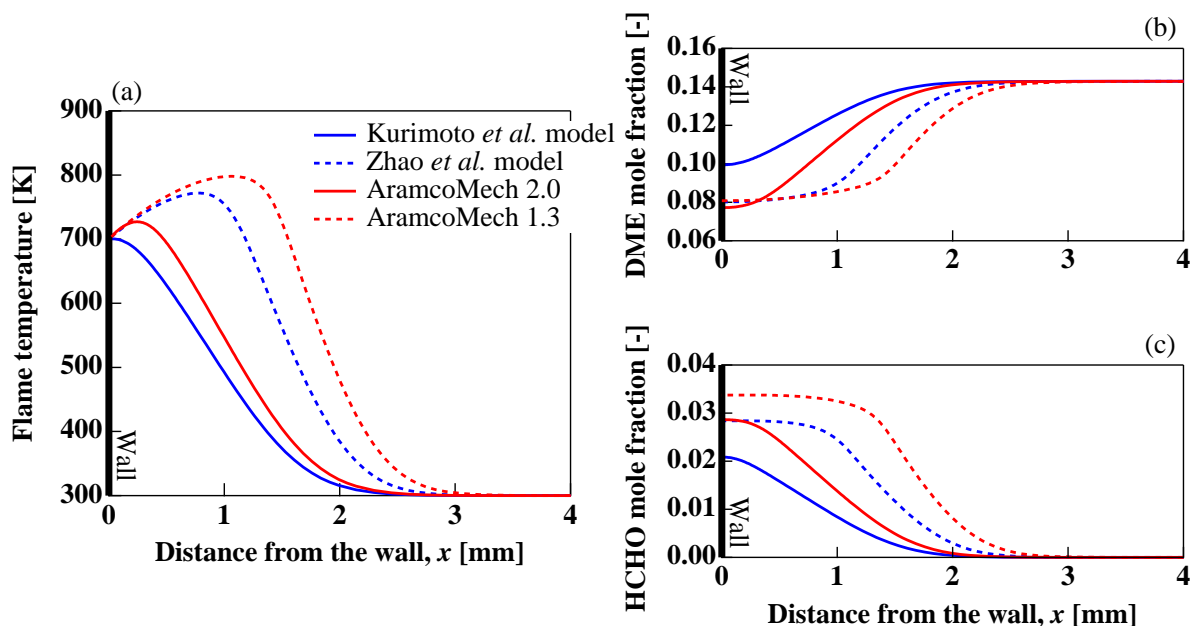 (a)
900
800
700
600
500
400
300
Flame temperature [K]
Kurimoto et al. model
Zhao et al. model
AramcoMech 2.0
AramcoMech 1.3
Wall
0 1 2 3 4
Distance from the wall, x [mm]
(b)
0.16
0.14
0.12
0.10
0.08
0.06
DME mole fraction [-]
Wall
0 1 2 3 4
(c)
0.04
0.03
0.02
0.01
0.00
HCHO mole fraction [-]
Wall
0 1 2 3 4
Distance from the wall, x [mm]